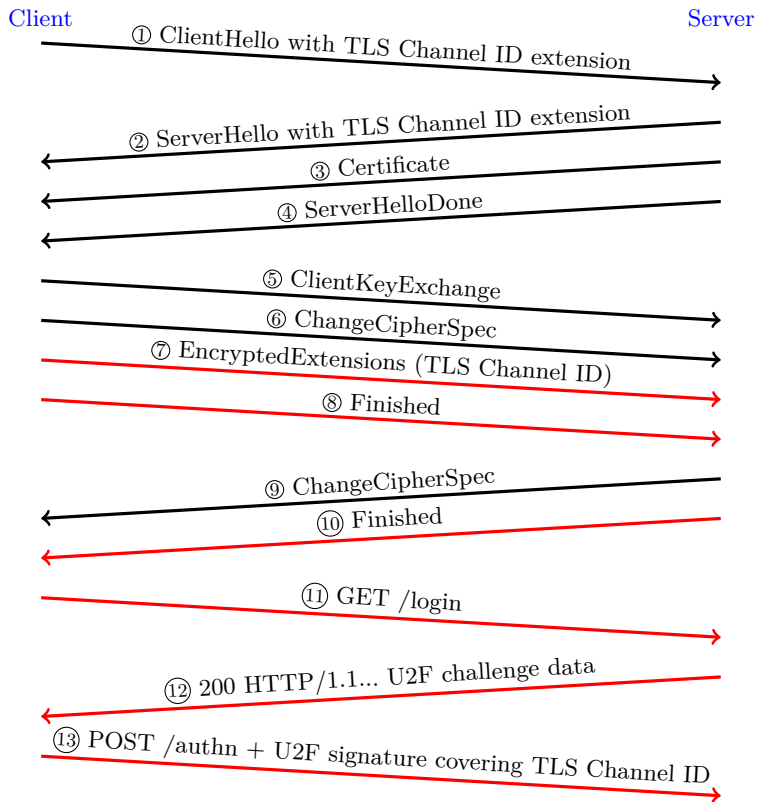 Client
Server
① ClientHello with TLS Channel ID extension
② ServerHello with TLS Channel ID extension
③ Certificate
④ ServerHelloDone
⑤ ClientKeyExchange
⑥ ChangeCipherSpec
⑦ EncryptedExtensions (TLS Channel ID)
⑧ Finished
⑨ ChangeCipherSpec
⑩ Finished
⑪ GET /login
⑫ 200 HTTP/1.1... U2F challenge data
⑬ POST /authn + U2F signature covering TLS Channel ID